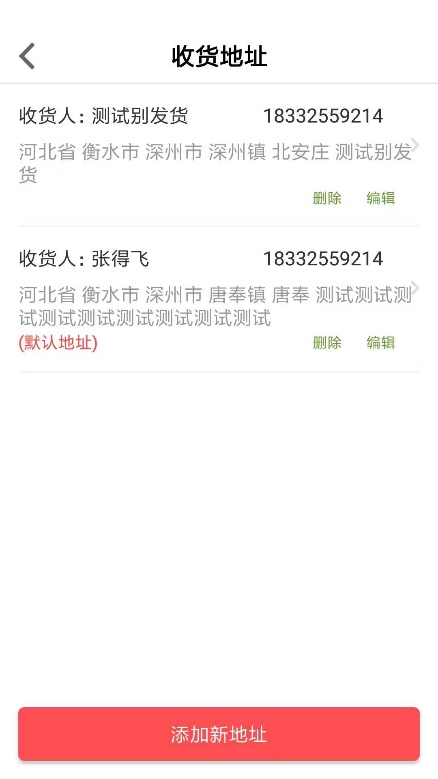 收货地址
收货人：测试别发货 18332559214
河北省 衡水市 深州市 深州镇 北安庄 测试别发
货
删除 编辑
收货人：张得飞 18332559214
河北省 衡水市 深州市 唐奉镇 唐奉 测试测试测
试测试测试测试测试测试测试
(默认地址) 删除 编辑
添加新地址